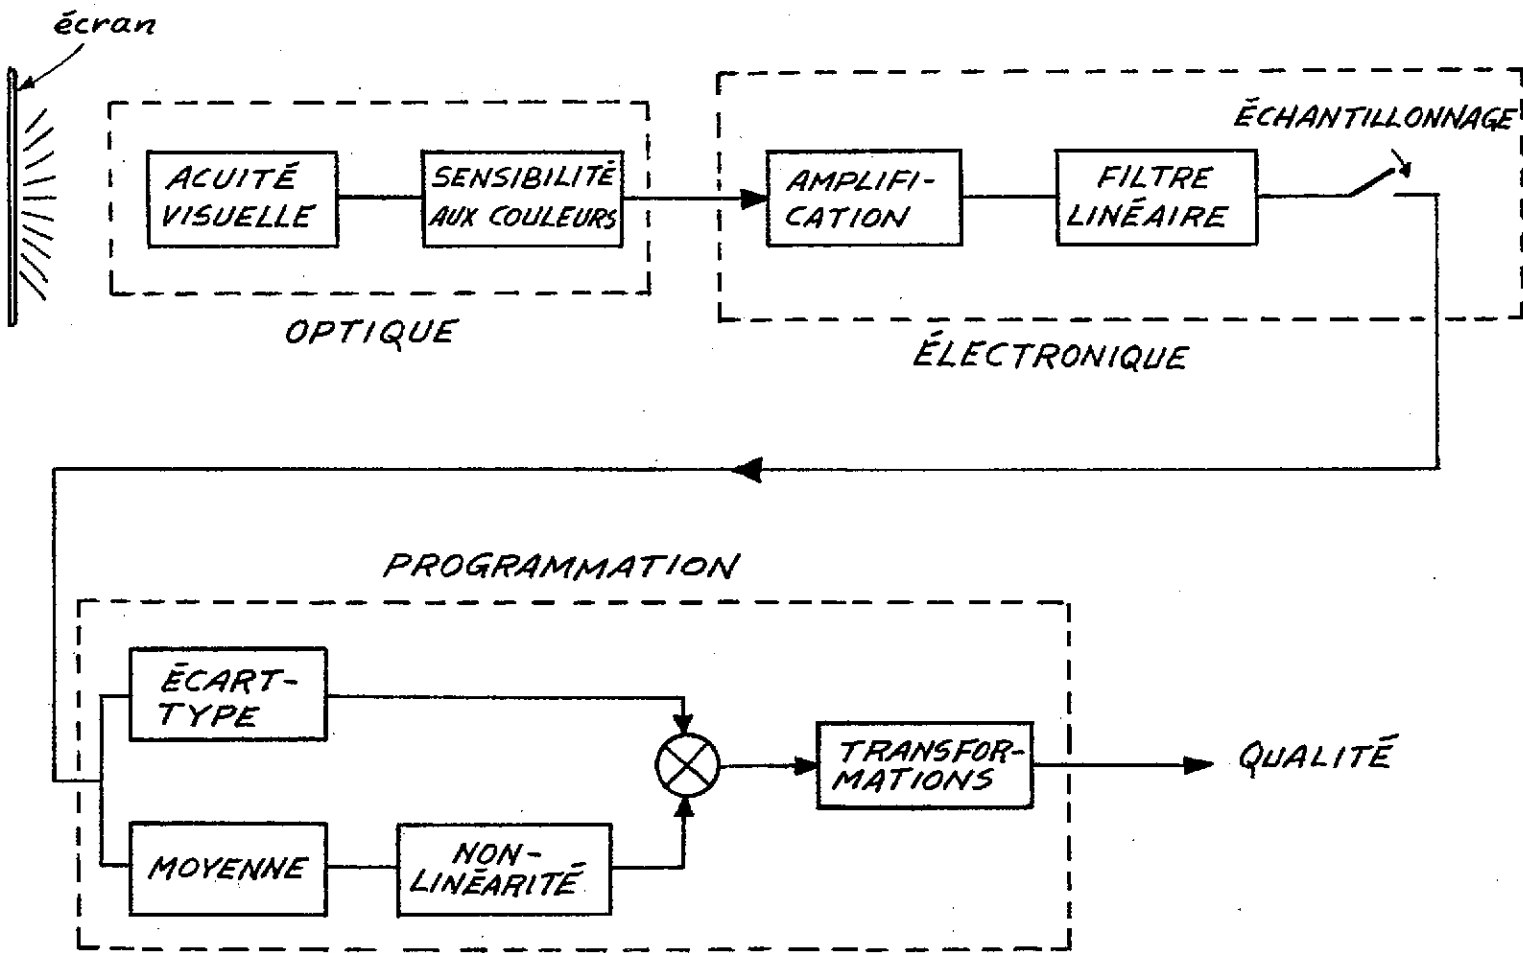 écran
ACUITÉ
VISUELLE
SENSIBILITÉ
AUX COULEURS
OPTIQUE
AMPLIFI-
CATION
FILTRE
LINÉAIRE
ÉCHANTILLONNAGE
ÉLECTRONIQUE
PROGRAMMATION
ÉCART-
TYPE
MOYENNE
NON-
LINÉARITÉ
TRANSFOR-
MATIONS
QUALITÉ